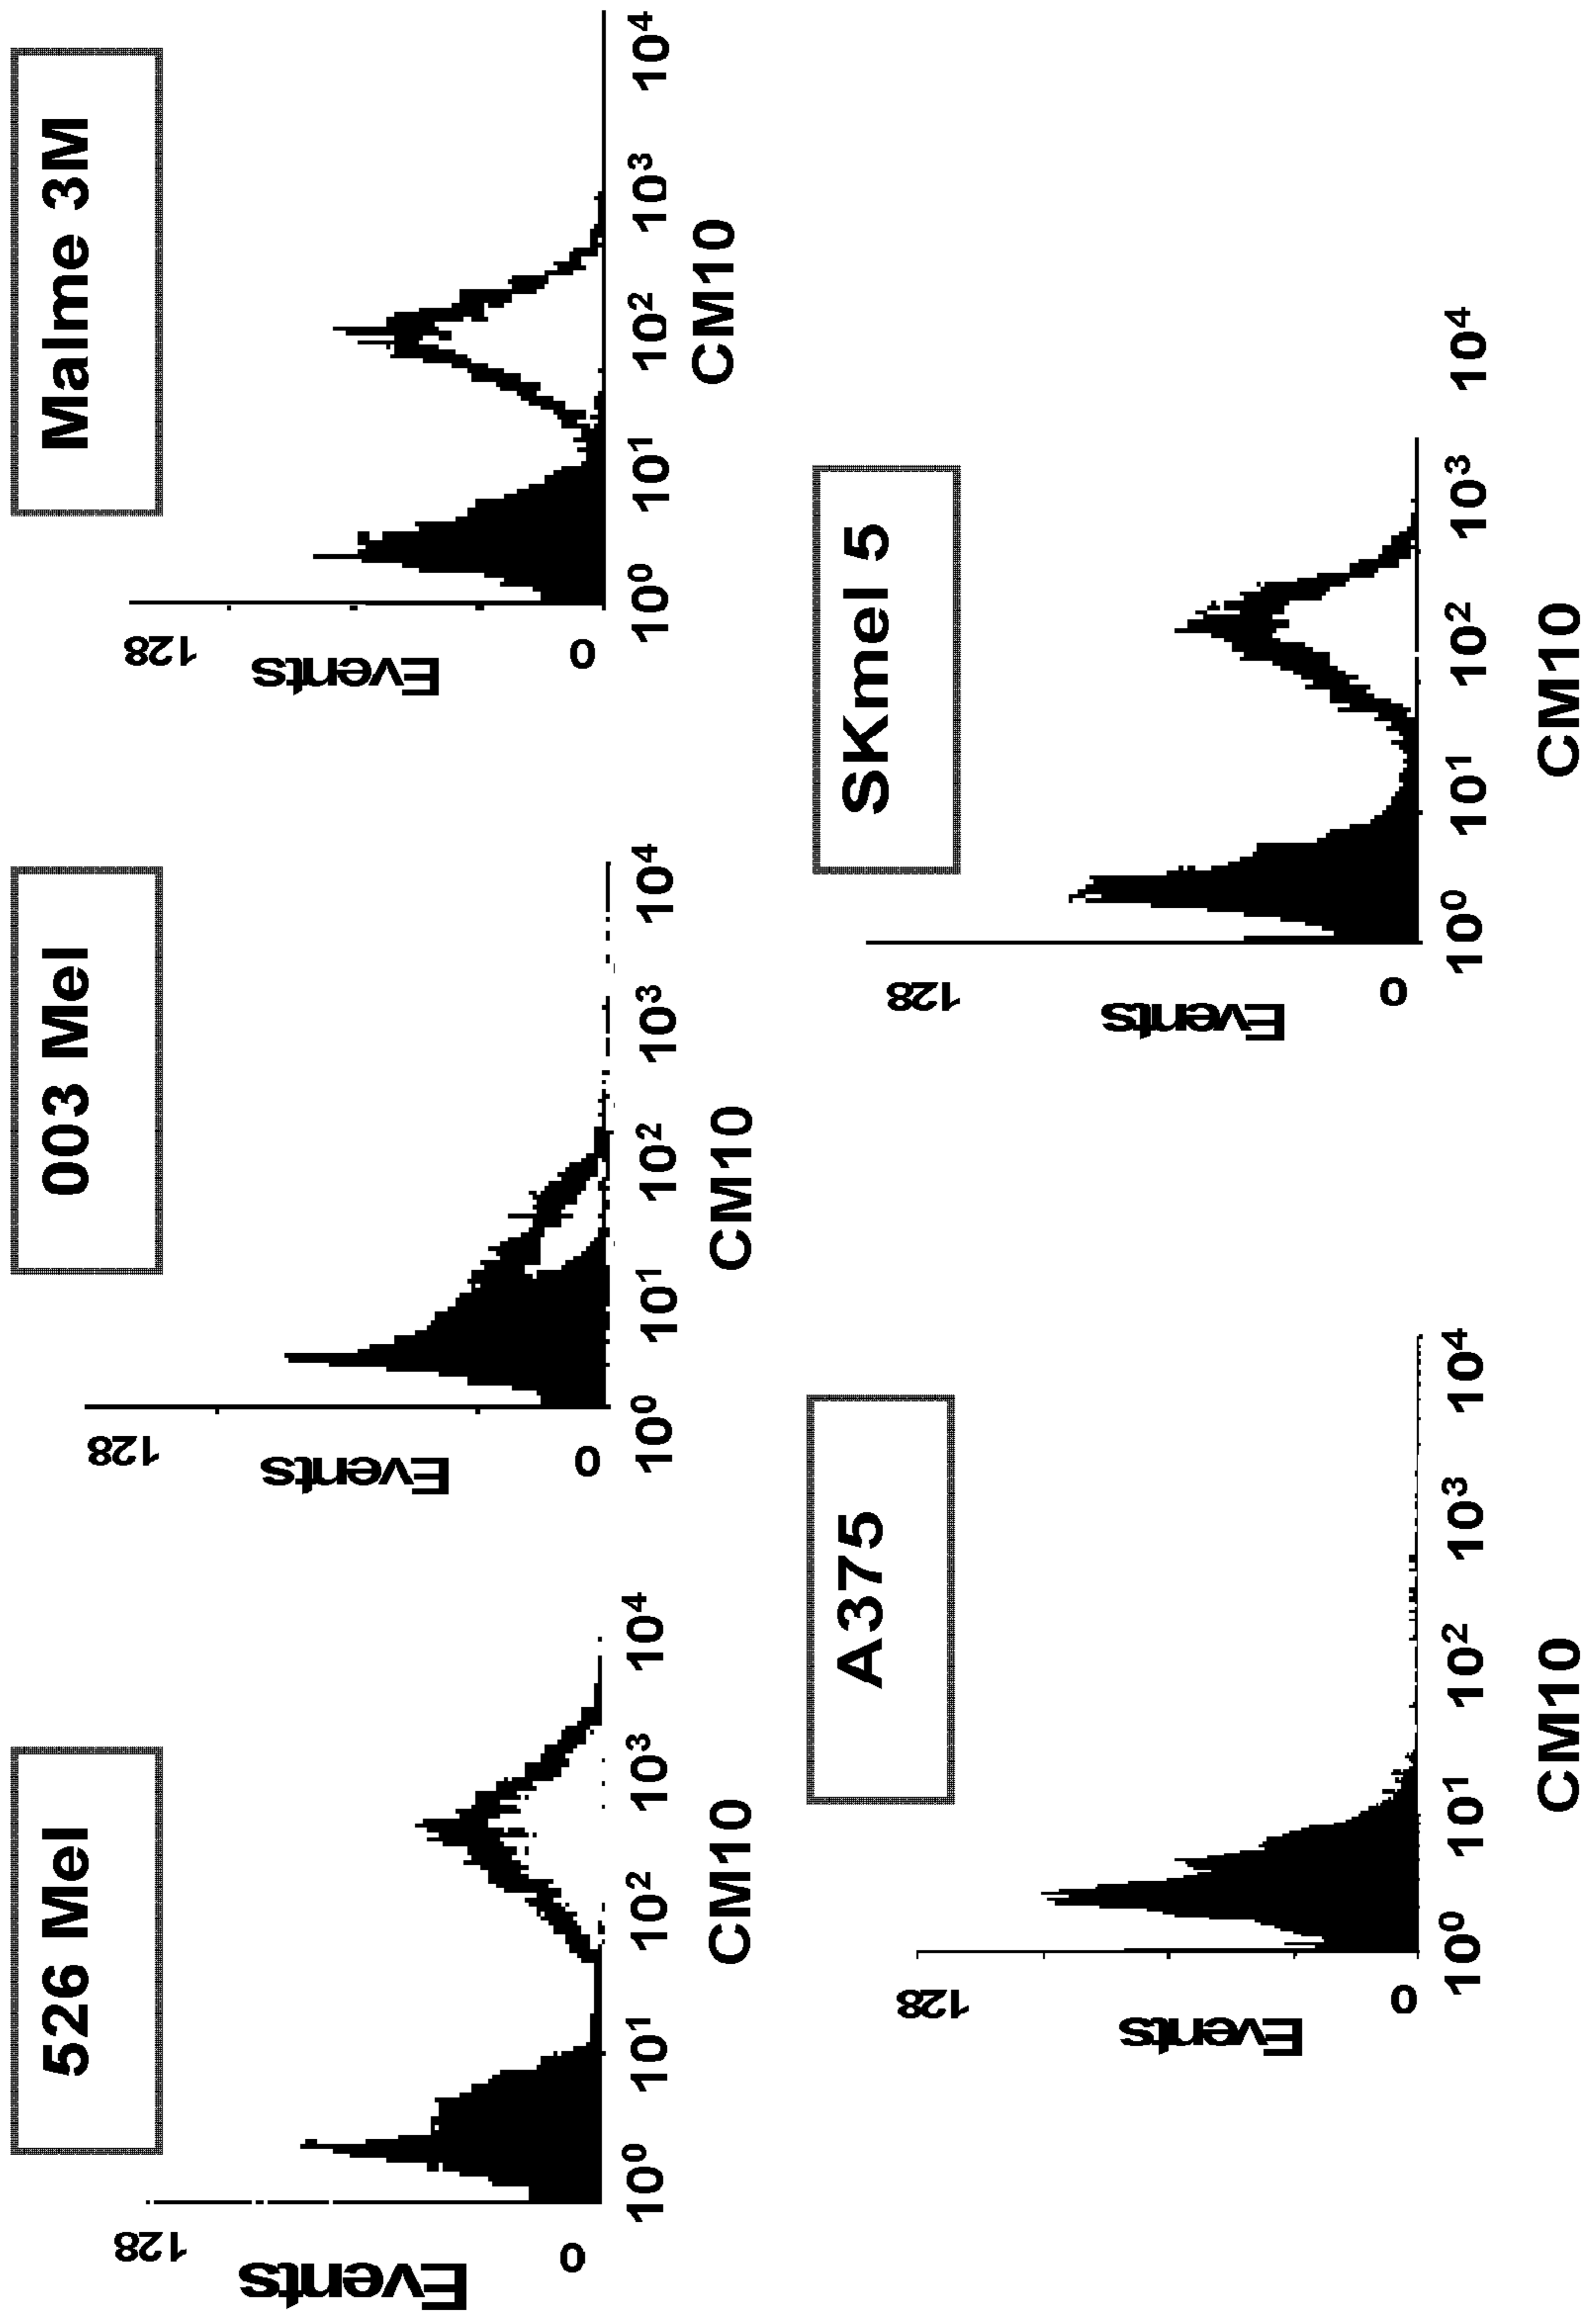 526 Mel
128
Events
0
10⁰ 10¹ 10² 10³ 10⁴
CM10
003 Mel
128
Events
0
10⁰ 10¹ 10² 10³ 10⁴
CM10
Malme 3M
128
Events
0
10⁰ 10¹ 10² 10³ 10⁴
CM10
A375
128
Events
0
10⁰ 10¹ 10² 10³ 10⁴
CM10
SKmel 5
128
Events
0
10⁰ 10¹ 10² 10³ 10⁴
CM10